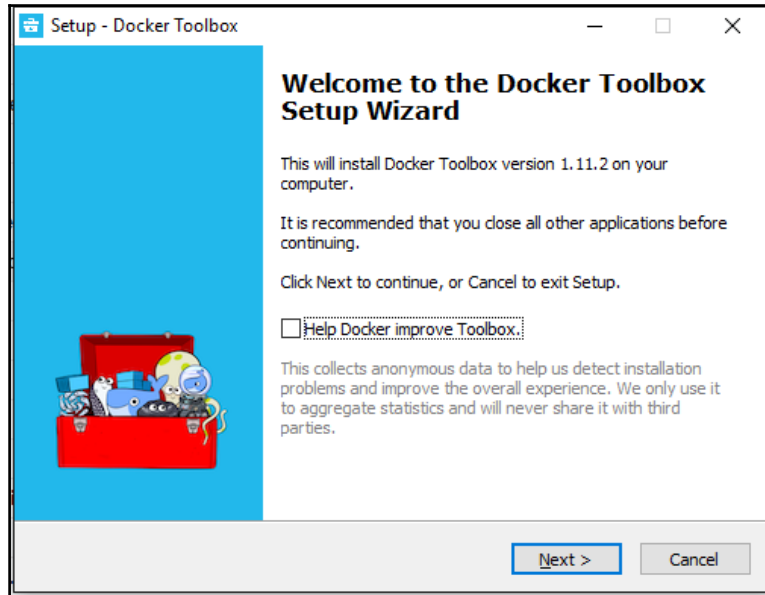 Setup - Docker Toolbox
Welcome to the Docker Toolbox
Setup Wizard
This will install Docker Toolbox version 1.11.2 on your
computer.
It is recommended that you close all other applications before
continuing.
Click Next to continue, or Cancel to exit Setup.
Help Docker improve Toolbox.
This collects anonymous data to help us detect installation
problems and improve the overall experience. We only use it
to aggregate statistics and will never share it with third
parties.
Next >
Cancel